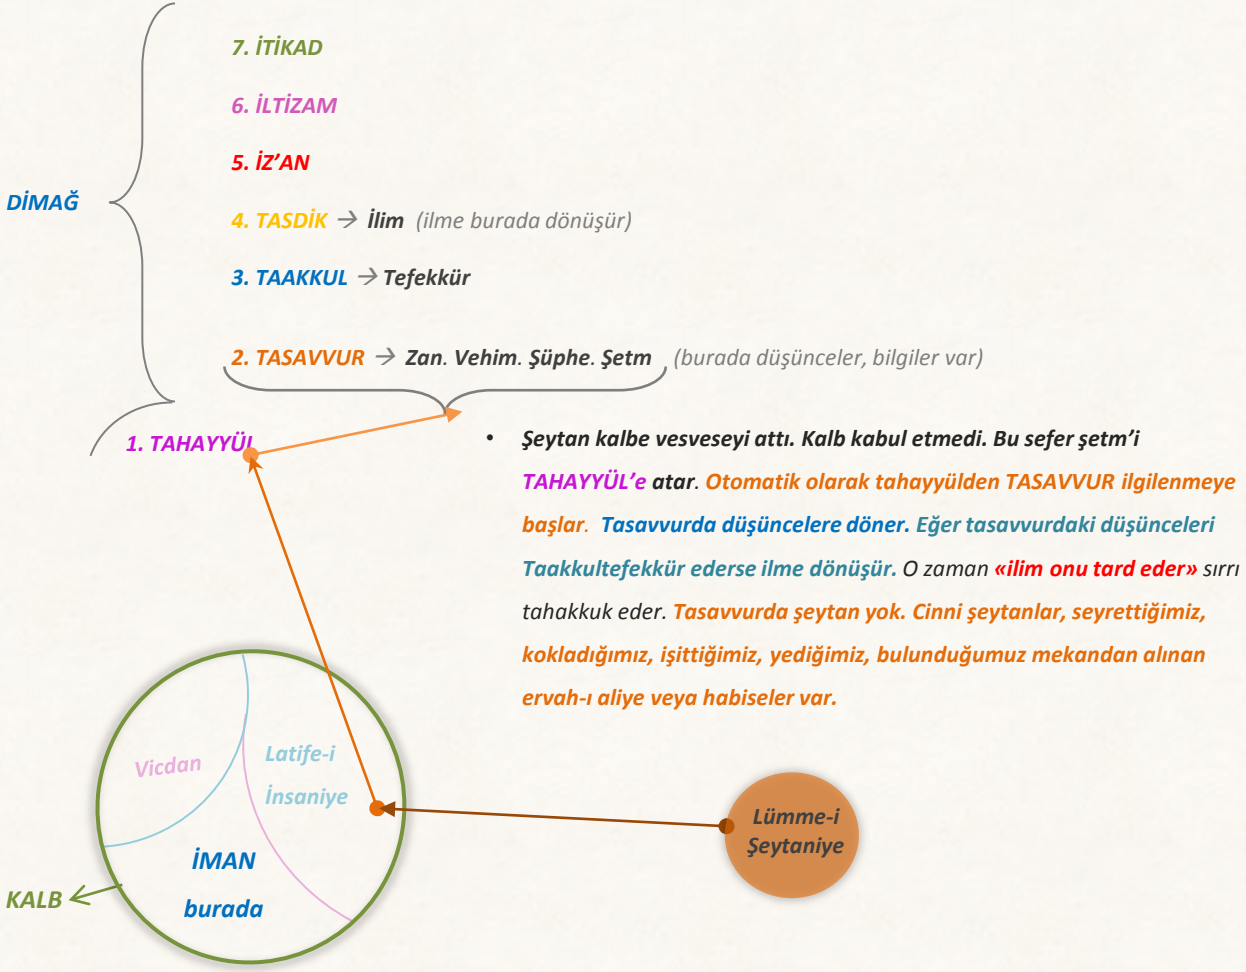 7. İTİKAD
6. İLTİZAM
5. İZ’AN
DİMAĞ
4. TASDİK → İlim (ilme burada dönüşür)
3. TAAKKUL → Tefekkür
2. TASAVVUR → Zan. Vehim. Şüphe. Şetm (burada düşünceler, bilgiler var)
1. TAHAYYÜL
• Şeytan kalbe vesveseyi attı. Kalb kabul etmedi. Bu sefer şetm’i
TAHAYYÜL’e atar. Otomatik olarak tahayyülden TASAVVUR ilgilenmeye
başlar. Tasavvurda düşüncelere döner. Eğer tasavvurdaki düşünceleri
Taakkultefekkür ederse ilme dönüşür. O zaman «ilim onu tard eder» sırrı
tahakkuk eder. Tasavvurda şeytan yok. Cinni şeytanlar, seyrettiğimiz,
kokladığımız, işittiğimiz, yediğimiz, bulunduğumuz mekandan alınan
ervah-ı aliye veya habiseler var.
Vicdan
Latife-i
İnsaniye
İMAN
burada
KALB
Lümme-i
Şeytaniye